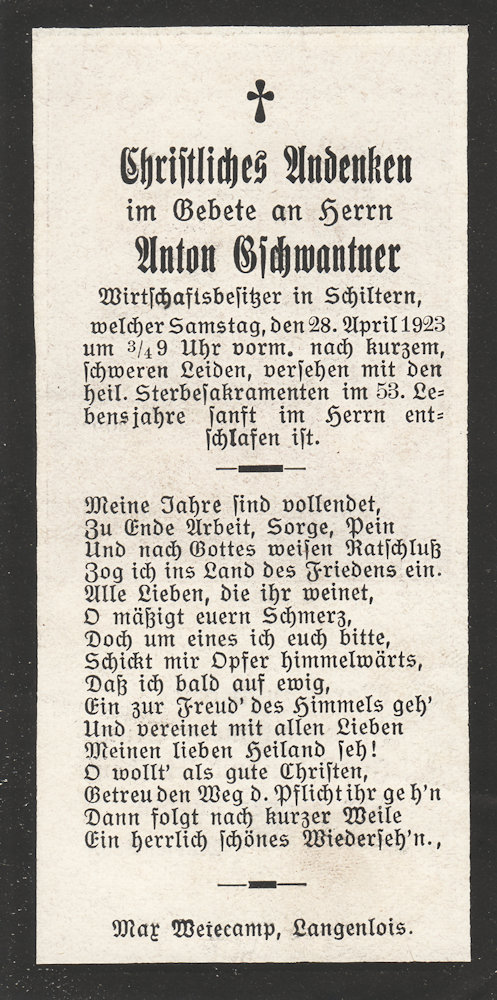 Christliches Andenken
im Gebete an Herrn
Anton Gschwantner
Wirtschaftsbesitzer in Schiltern,
welcher Samstag, den 28. April 1923
um 3/4 9 Uhr vorm. nach kurzem,
schweren Leiden, versehen mit den
heil. Sterbesakramenten im 53. Le=
bensjahre sanft im Herrn ent=
schlafen ist.
Meine Jahre sind vollendet,
Zu Ende Arbeit, Sorge, Pein
Und nach Gottes weisen Ratschluß
Zog ich ins Land des Friedens ein.
Alle Lieben, die ihr weinet,
O mäßigt euern Schmerz,
Doch um eines ich euch bitte,
Schickt mir Opfer himmelwärts,
Daß ich bald auf ewig,
Ein zur Freud' des Himmels geh'
Und vereinet mit allen Lieben
Meinen lieben Heiland seh!
O wollt' als gute Christen,
Getreu den Weg d. Pflicht ihr geh'n
Dann folgt nach kurzer Weile
Ein herrlich schönes Wiederseh'n.,
Max Weiecamp, Langenlois.